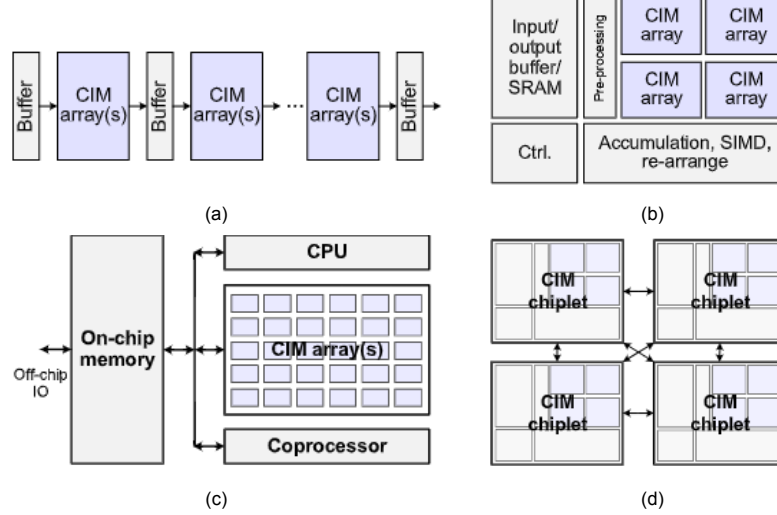 Buffer
CIM
array(s)
Buffer
CIM
array(s)
...
CIM
array(s)
Buffer
(a)
Input/
output
buffer/
SRAM
Pre-processing
CIM
array
CIM
array
CIM
array
CIM
array
Ctrl.
Accumulation, SIMD,
re-arrange
(b)
Off-chip
IO
On-chip
memory
CPU
CIM array(s)
Coprocessor
(c)
CIM
chiplet
CIM
chiplet
CIM
chiplet
CIM
chiplet
(d)